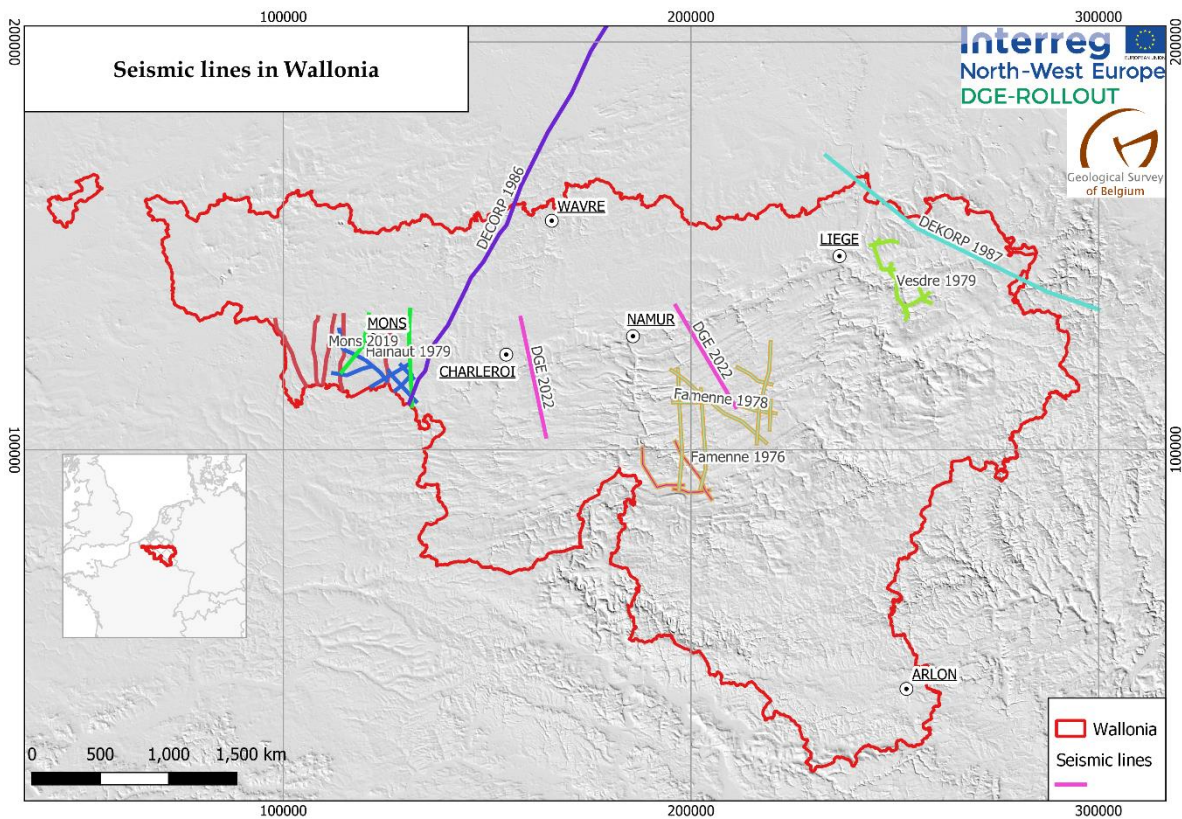 100000
200000
300000
200000
200000
Seismic lines in Wallonia
Interreg
EUROPEAN UNION
North-West Europe
DGE-ROLLOUT
Geological Survey
of Belgium
DECORP 1986
WAVRE
LIEGE
DEKORP 1987
Vesdre 1979
MONS
Mons 2019
Hainaut 1979
CHARLEROI
DGE 2022
NAMUR
DGE 2022
Famenne 1978
Famenne 1976
100000
100000
ARLON
Wallonia
Seismic lines
0 500 1,000 1,500 km
100000
200000
300000